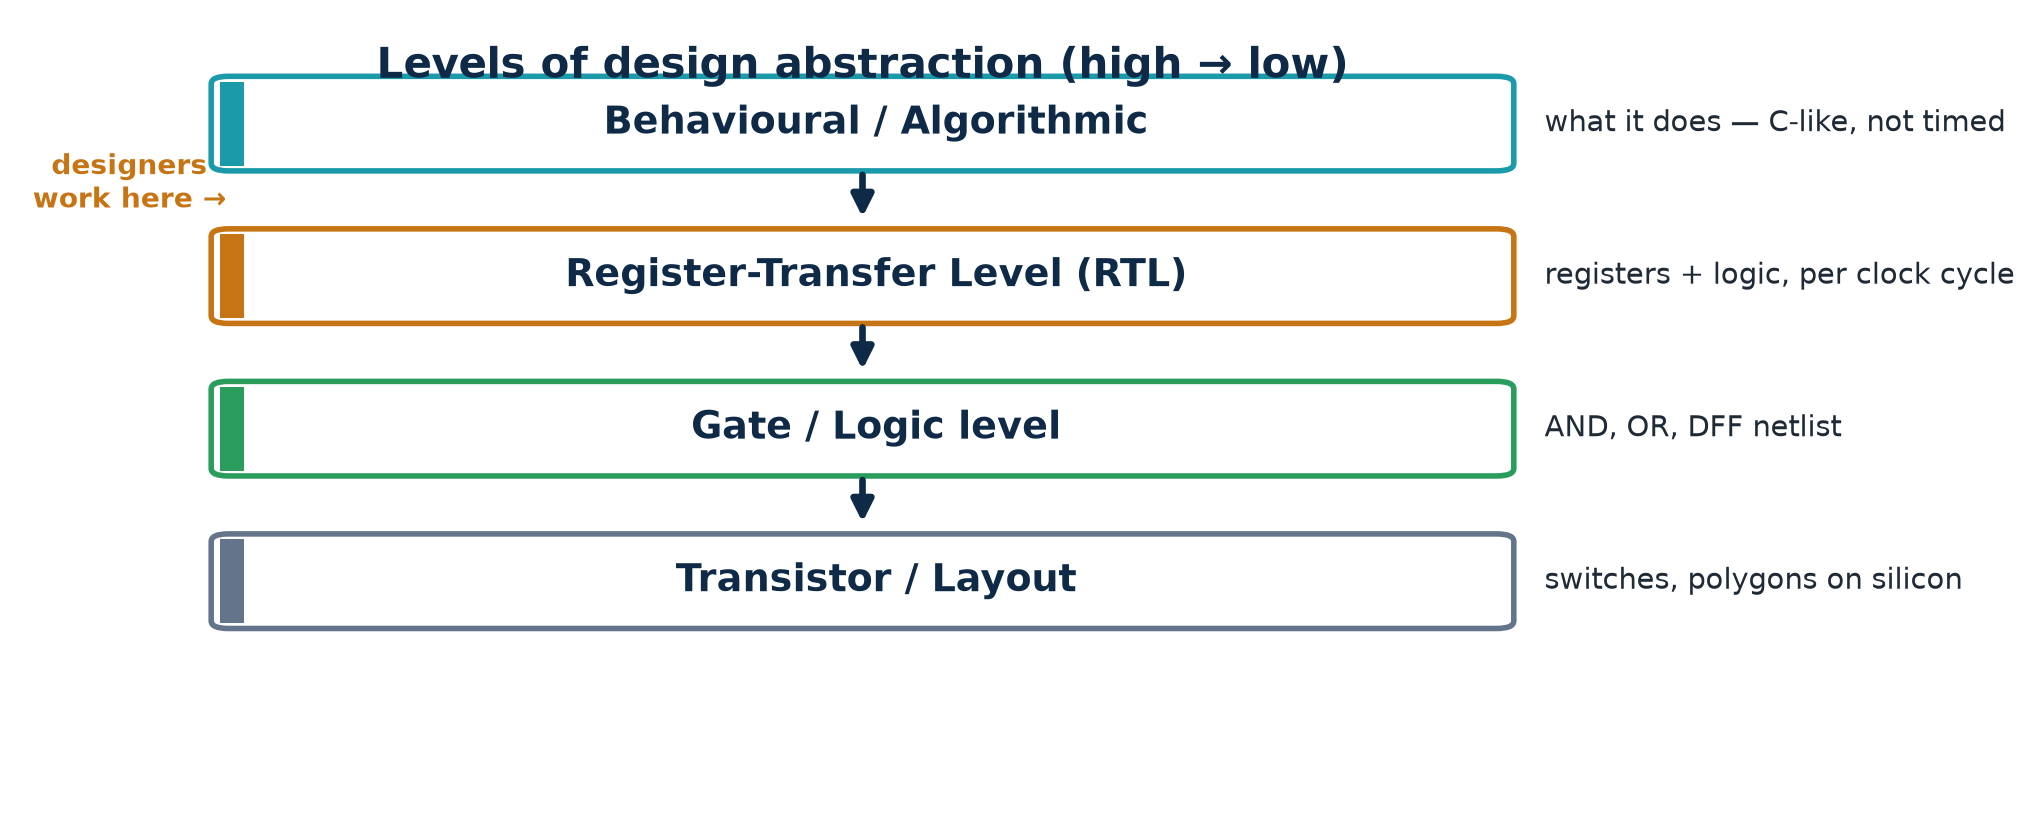 Levels of design abstraction (high → low)
Behavioural / Algorithmic
what it does — C-like, not timed
designers
work here →
Register-Transfer Level (RTL)
registers + logic, per clock cycle
Gate / Logic level
AND, OR, DFF netlist
Transistor / Layout
switches, polygons on silicon